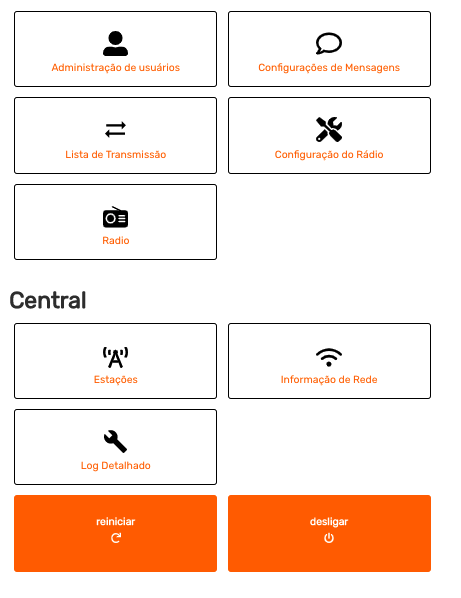 Administração de usuários
Configurações de Mensagens
Lista de Transmissão
Configuração do Rádio
Radio
Central
Estações
Informação de Rede
Log Detalhado
reiniciar
desligar